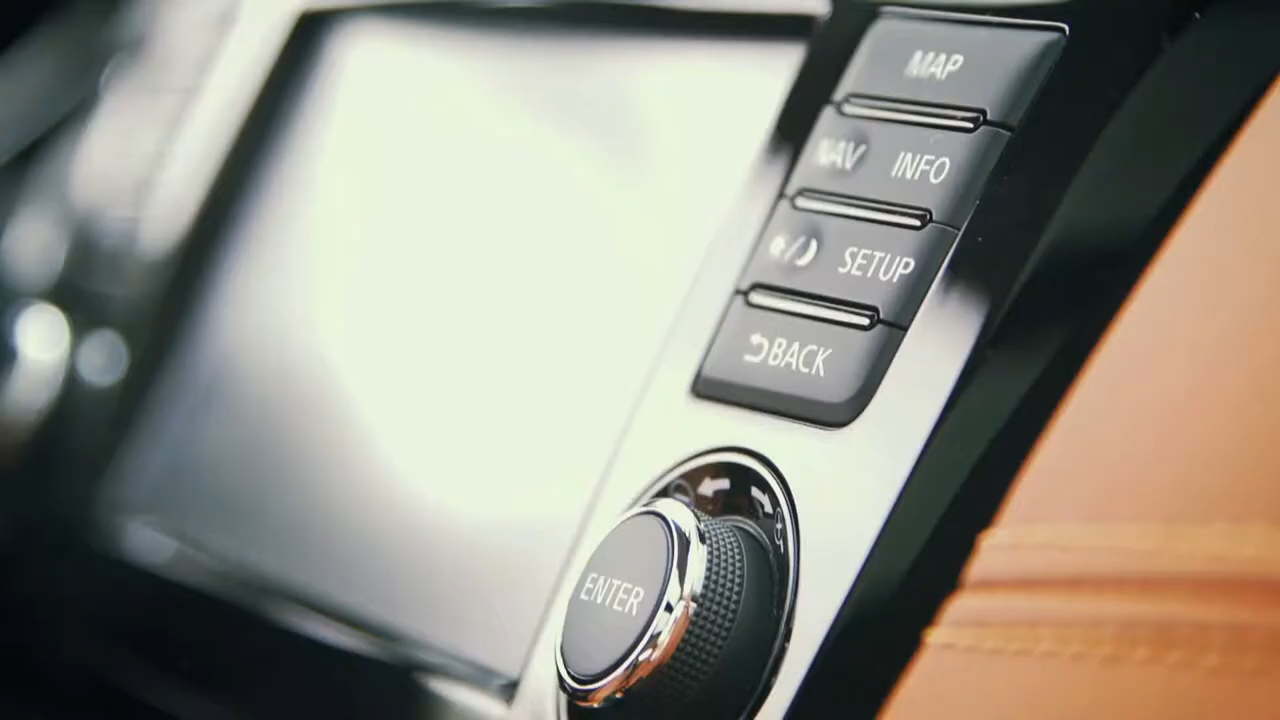 MAP
NAV INFO
/ SETUP
BACK
ENTER